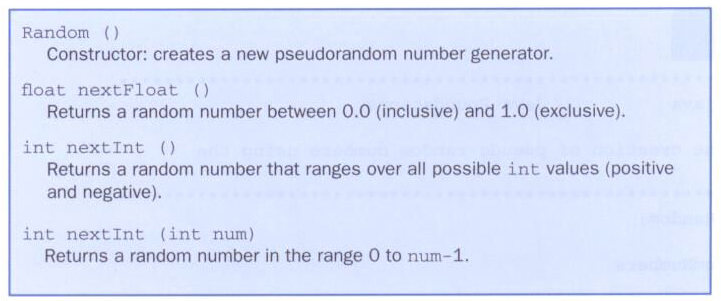 Random ()
Constructor: creates a new pseudorandom number generator.
float nextFloat ()
Returns a random number between 0.0 (inclusive) and 1.0 (exclusive).
int nextInt ()
Returns a random number that ranges over all possible int values (positive
and negative).
int nextInt (int num)
Returns a random number in the range 0 to num-1.